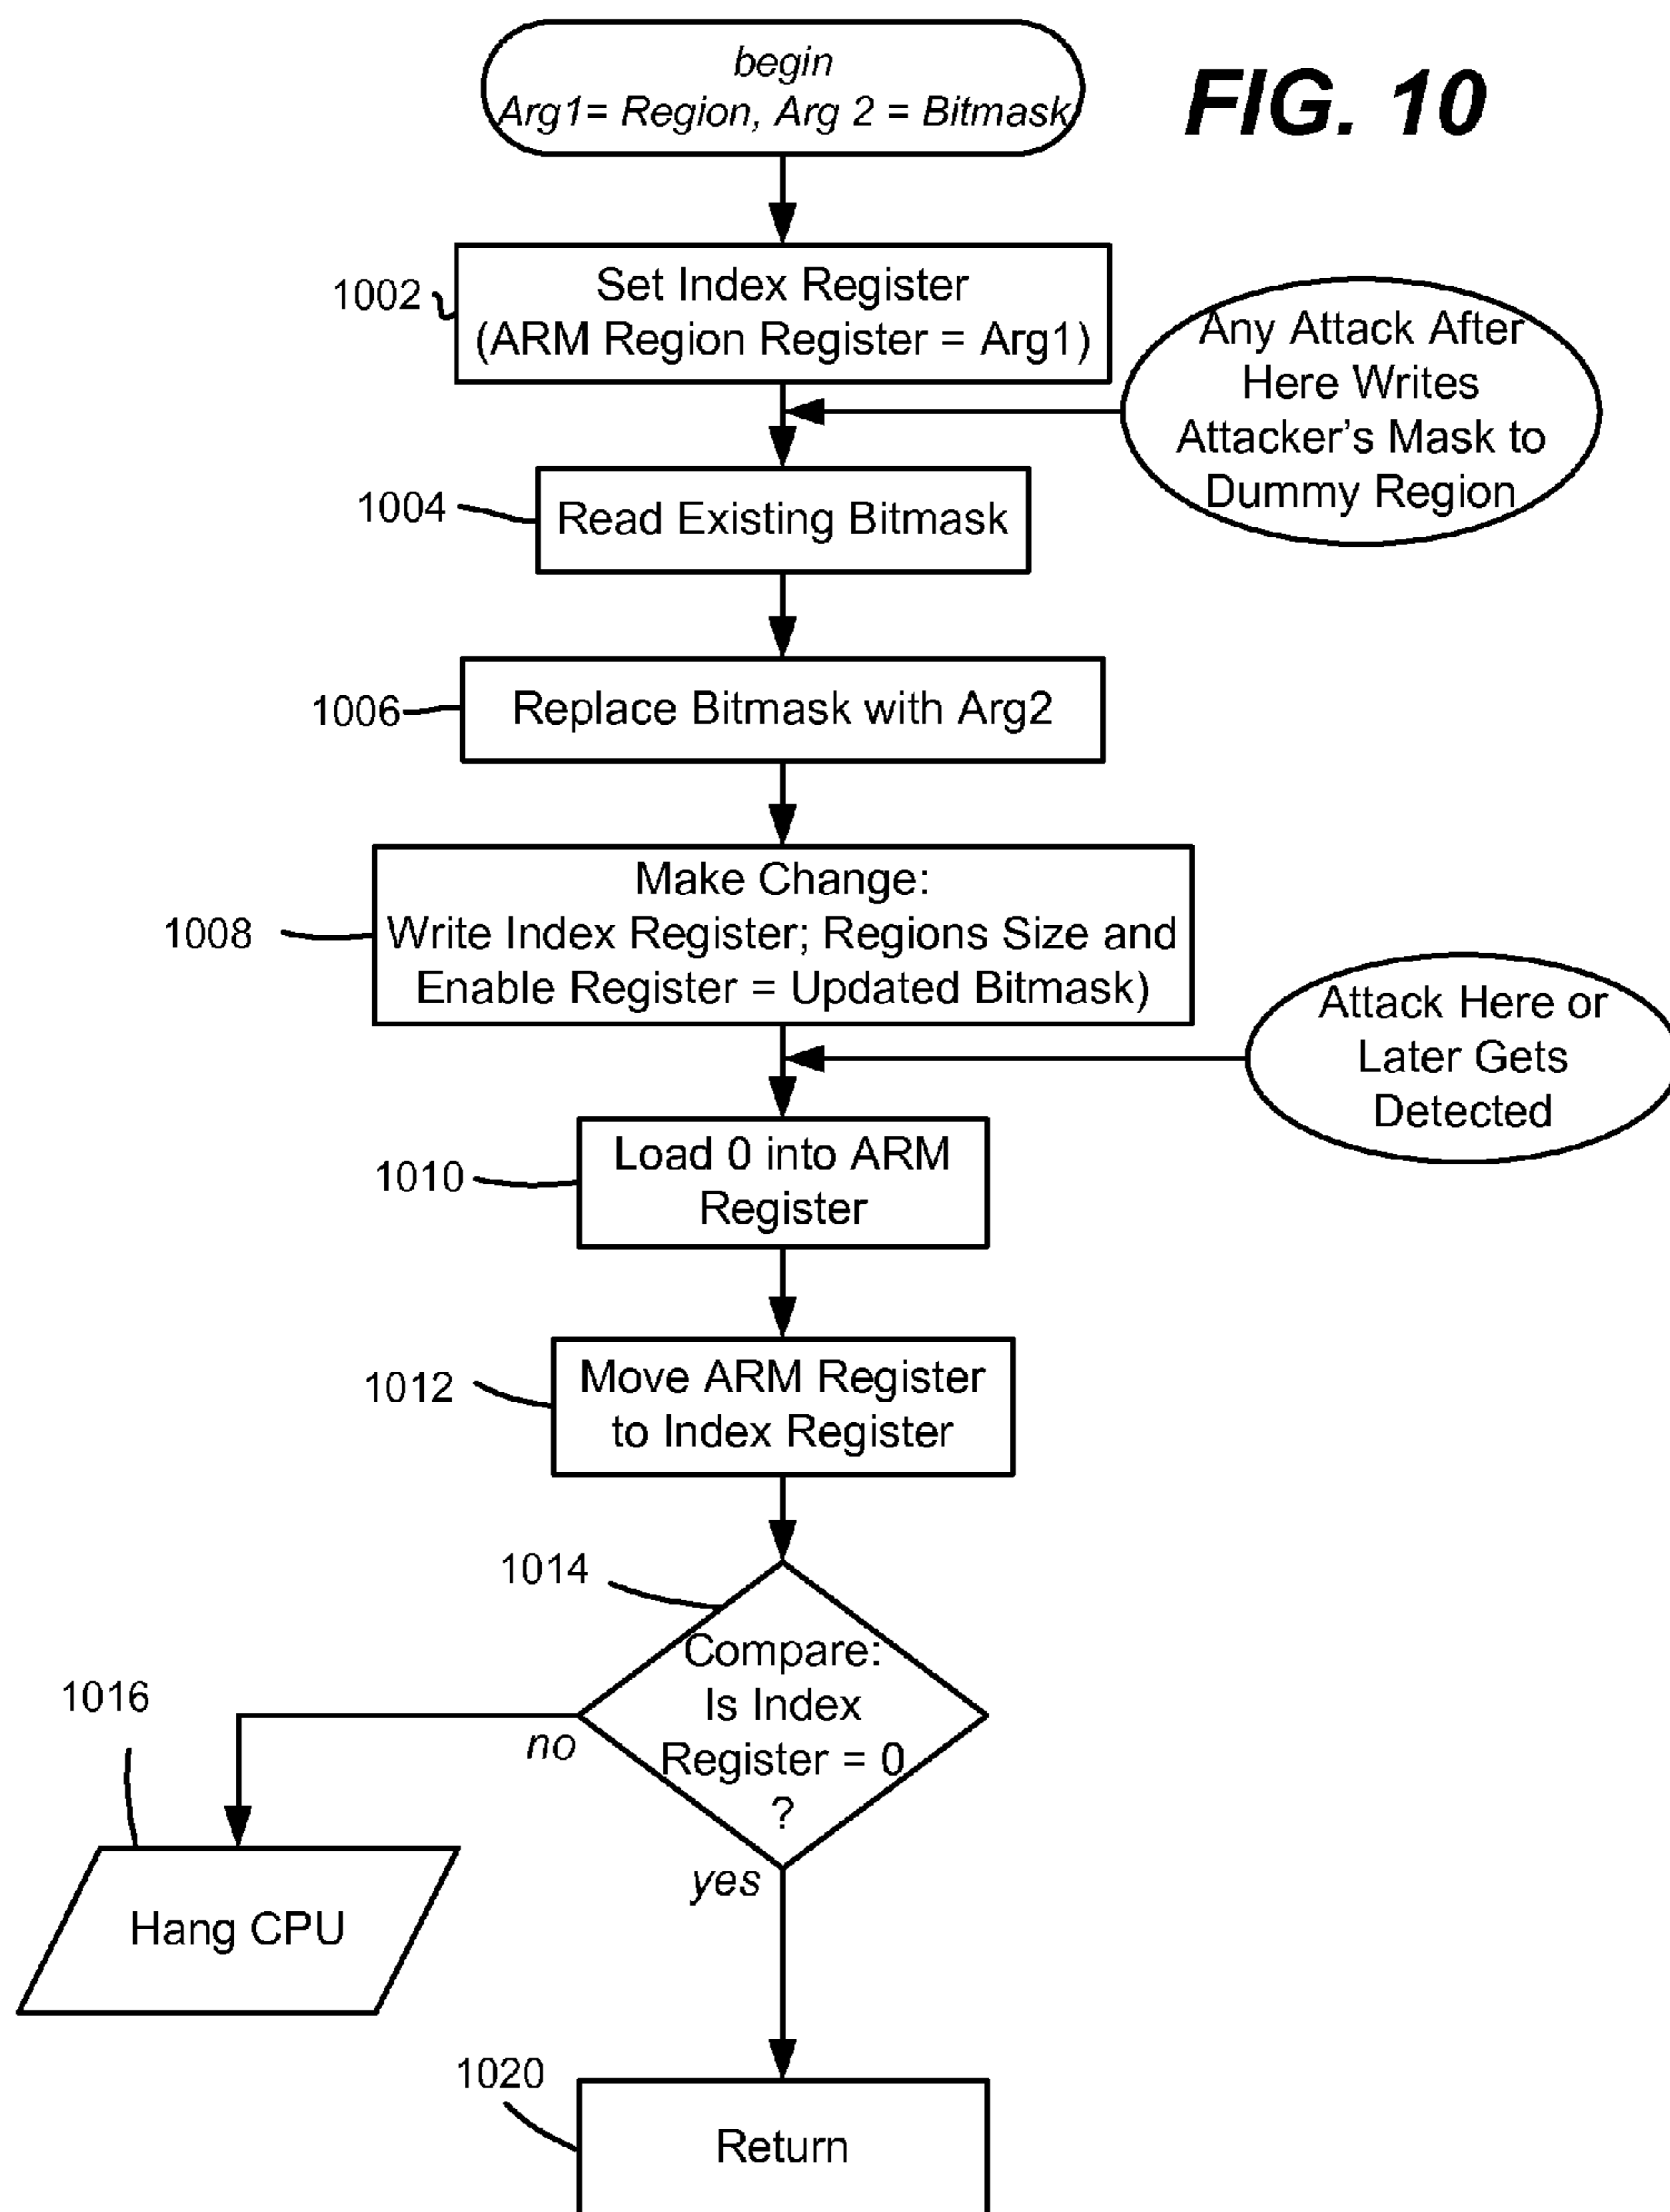 begin
Arg1= Region, Arg 2 = Bitmask
FIG. 10
1002
Set Index Register
(ARM Region Register = Arg1)
Any Attack After
Here Writes
Attacker's Mask to
Dummy Region
1004
Read Existing Bitmask
1006
Replace Bitmask with Arg2
1008
Make Change:
Write Index Register; Regions Size and
Enable Register = Updated Bitmask)
Attack Here or
Later Gets
Detected
1010
Load 0 into ARM
Register
1012
Move ARM Register
to Index Register
1014
Compare:
Is Index
Register = 0
?
no
1016
Hang CPU
yes
1020
Return